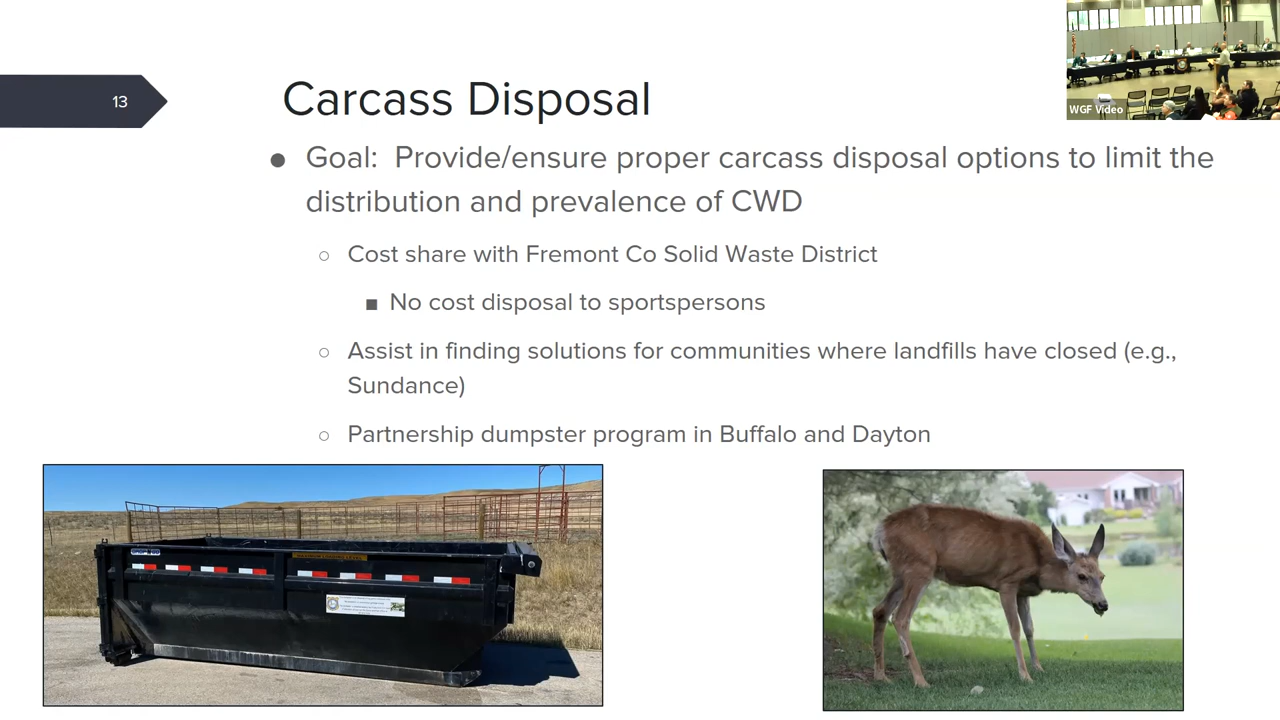 13
Carcass Disposal
WGF Video
● Goal: Provide/ensure proper carcass disposal options to limit the
distribution and prevalence of CWD
○ Cost share with Fremont Co Solid Waste District
■ No cost disposal to sportspersons
○ Assist in finding solutions for communities where landfills have closed (e.g.,
Sundance)
○ Partnership dumpster program in Buffalo and Dayton